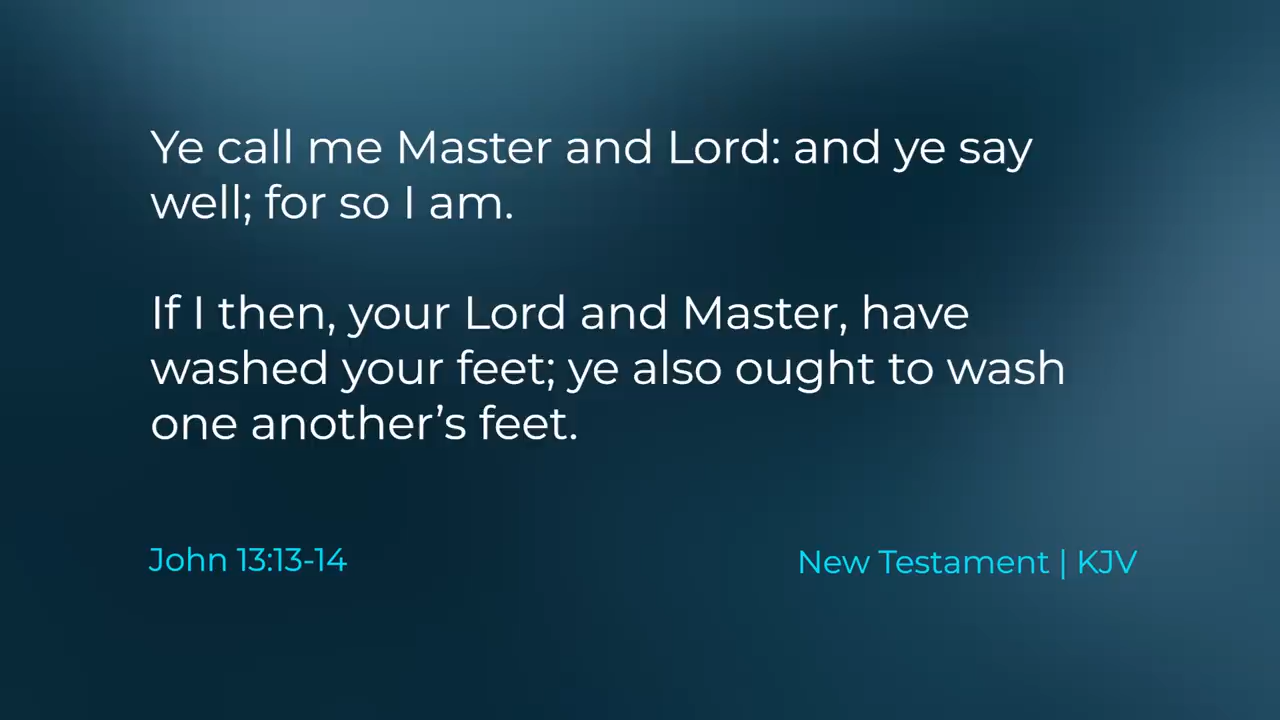 Ye call me Master and Lord: and ye say
well; for so I am.
If I then, your Lord and Master, have
washed your feet; ye also ought to wash
one another’s feet.
John 13:13-14
New Testament | KJV